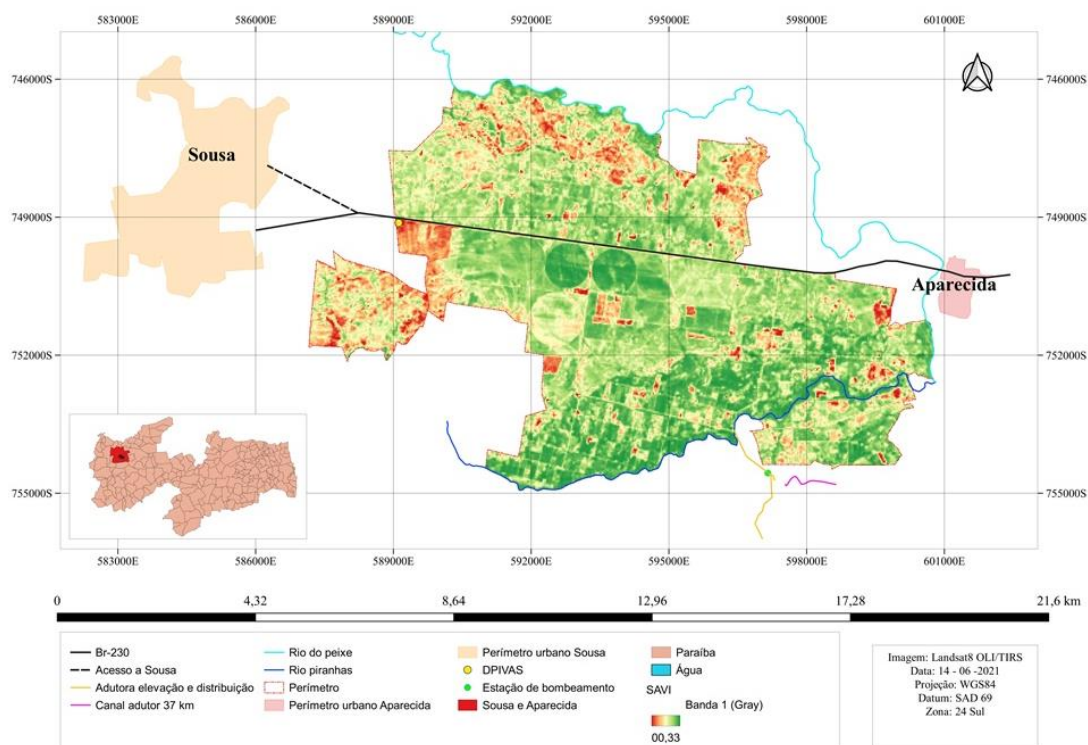 583000E 586000E 589000E 592000E 595000E 598000E 601000E
746000S 746000S
Sousa
749000S 749000S
Aparecida
752000S 752000S
755000S 755000S
583000E 586000E 589000E 592000E 595000E 598000E 601000E
0 4,32 8,64 12,96 17,28 21,6 km
Br-230
Acesso a Sousa
Adutora elevação e distribuição
Canal adutor 37 km
Rio do peixe
Rio piranhas
Perímetro
Perímetro urbano Aparecida
Perímetro urbano Sousa
DPIVAS
Estação de bombeamento
Sousa e Aparecida
Paraíba
Água
SAVI
Banda 1 (Gray)
00,33
Imagem: Landsat8 OLI/TIRS
Data: 14 - 06 -2021
Projeção: WGS84
Datum: SAD 69
Zona: 24 Sul